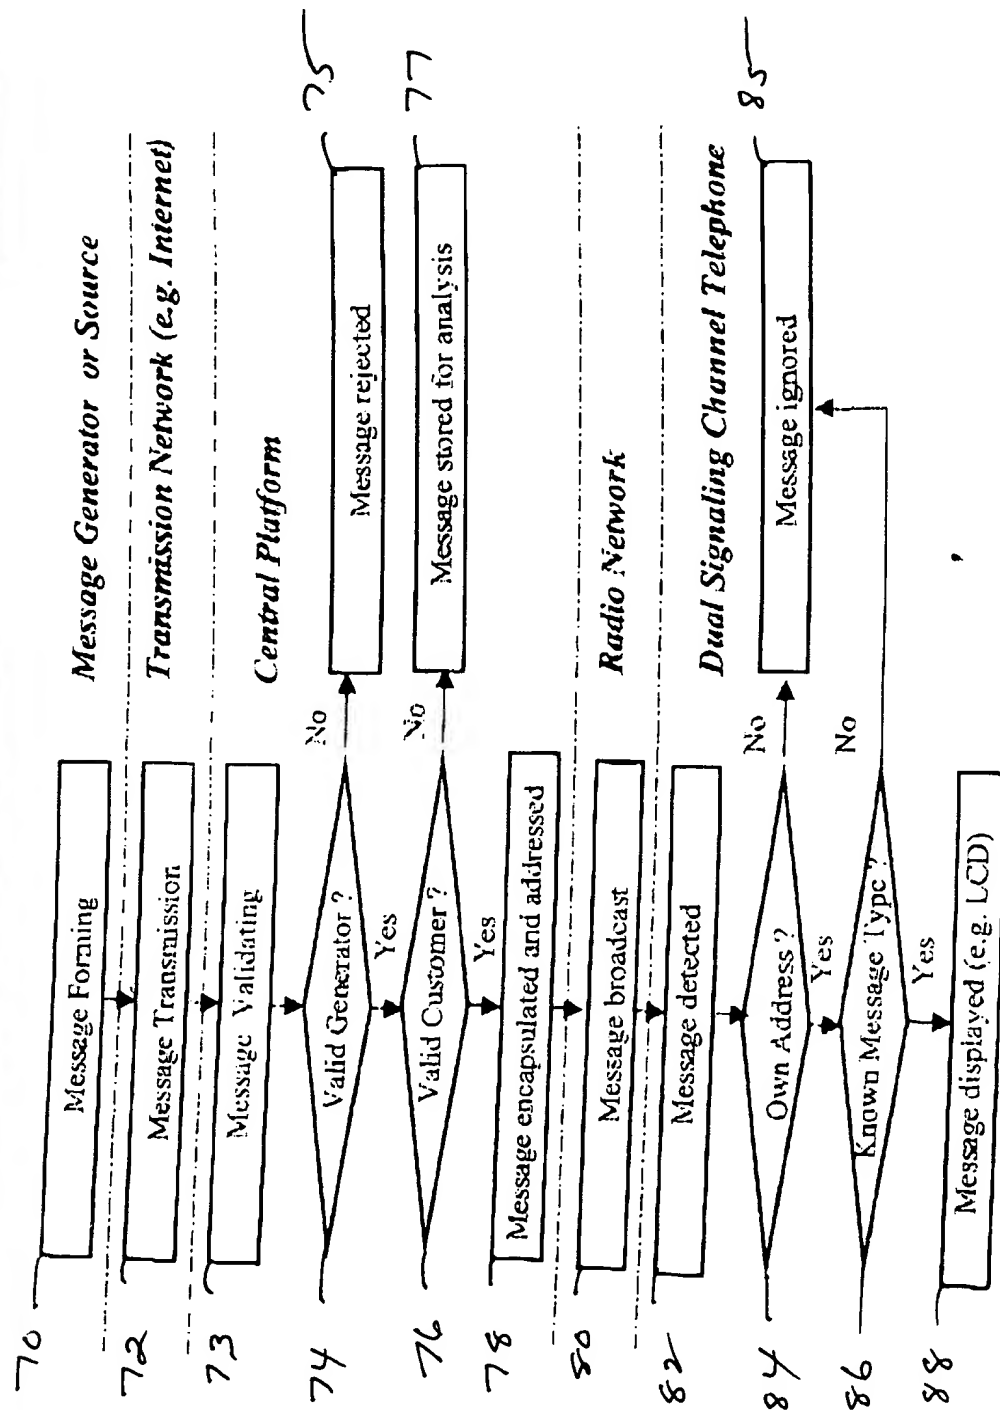 70
Message Forming
Message Generator or Source
72
Message Transmission
Transmission Network (e.g. Internet)
73
Message Validating
Central Platform
74
Valid Generator?
No
Message rejected
75
Yes
76
Valid Customer?
No
Message stored for analysis
77
Yes
78
Message encapsulated and addressed
80
Message broadcast
Radio Network
82
Message detected
Dual Signaling Channel Telephone
84
Own Address?
No
Message ignored
85
Yes
86
Known Message Type?
No
Yes
88
Message displayed (e.g. LCD)